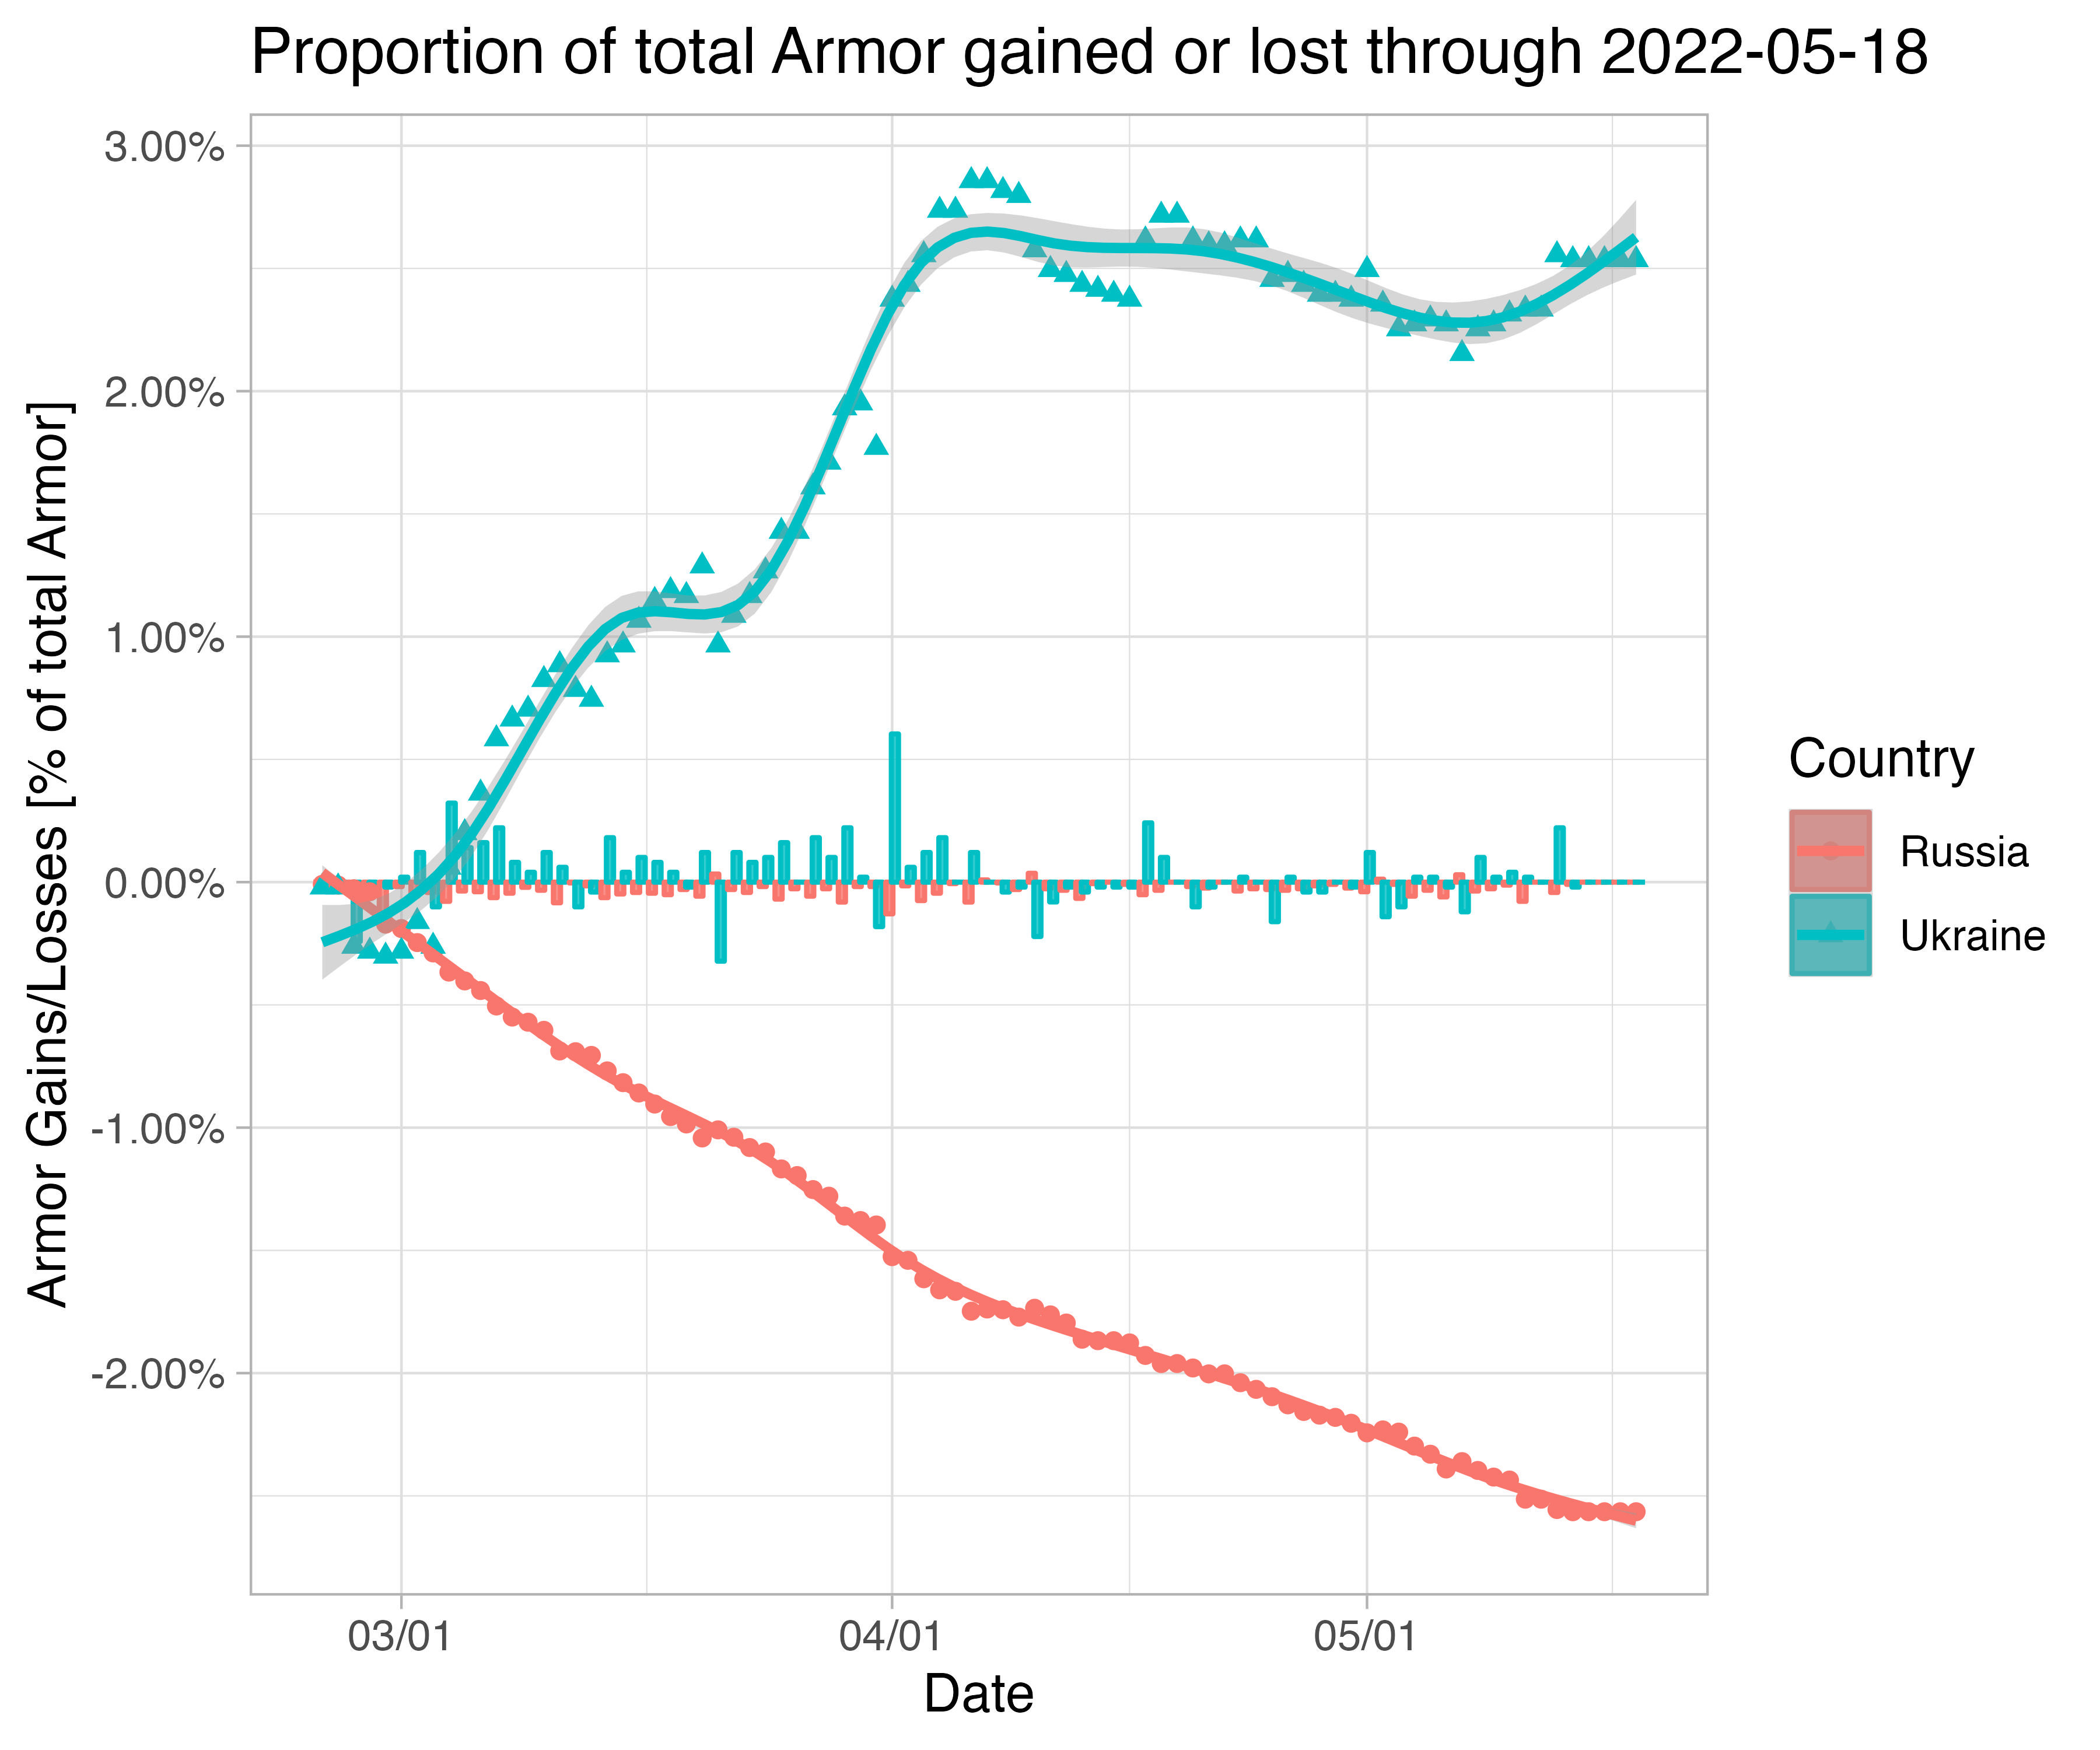 Proportion of total Armor gained or lost through 2022-05-18
Armor Gains/Losses [% of total Armor]
3.00%
2.00%
1.00%
0.00%
-1.00%
-2.00%
03/01
04/01
05/01
Date
Country
Russia
Ukraine